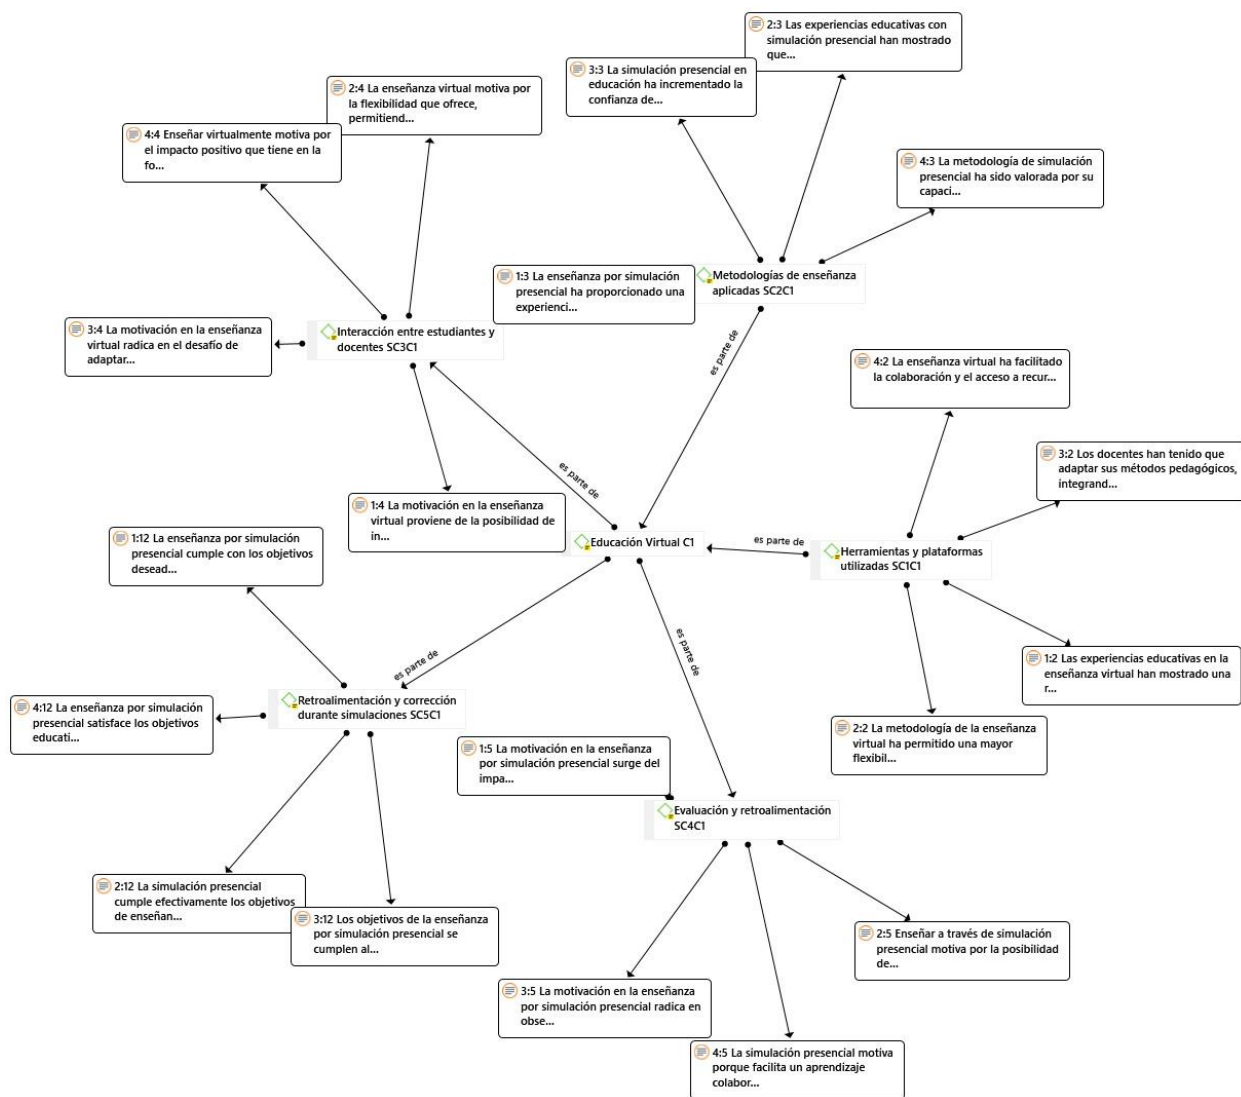 2:3 Las experiencias educativas con
simulación presencial han mostrado
que...
3:3 La simulación presencial en
educación ha incrementado la
confianza de...
2:4 La enseñanza virtual motiva por
la flexibilidad que ofrece,
permitiend...
4:4 Enseñar virtualmente motiva por
el impacto positivo que tiene en la
fo...
4:3 La metodología de simulación
presencial ha sido valorada por su
capaci...
1:3 La enseñanza por simulación
presencial ha proporcionado una
experienci...
Metodologías de enseñanza
aplicadas SC2C1
3:4 La motivación en la enseñanza
virtual radica en el desafío de
adaptar...
Interacción entre estudiantes y
docentes SC3C1
es parte de
4:2 La enseñanza virtual ha facilitado
la colaboración y el acceso a recur...
3:2 Los docentes han tenido que
adaptar sus métodos pedagógicos,
integrand...
es parte de
1:4 La motivación en la enseñanza
virtual proviene de la posibilidad de
in...
1:12 La enseñanza por simulación
presencial cumple con los objetivos
desead...
Educación Virtual C1
es parte de
Herramientas y plataformas
utilizadas SC1C1
es parte de
es parte de
1:2 Las experiencias educativas en la
enseñanza virtual han mostrado una
r...
4:12 La enseñanza por simulación
presencial satisface los objetivos
educati...
Retroalimentación y corrección
durante simulaciones SC5C1
2:2 La metodología de la enseñanza
virtual ha permitido una mayor
flexibil...
1:5 La motivación en la enseñanza
por simulación presencial surge del
impa...
Evaluación y retroalimentación
SC4C1
2:12 La simulación presencial
cumple efectivamente los objetivos
de enseñan...
3:12 Los objetivos de la enseñanza
por simulación presencial se
cumplen al...
2:5 Enseñar a través de simulación
presencial motiva por la posibilidad
de...
3:5 La motivación en la enseñanza
por simulación presencial radica en
obse...
4:5 La simulación presencial motiva
porque facilita un aprendizaje
colabor...